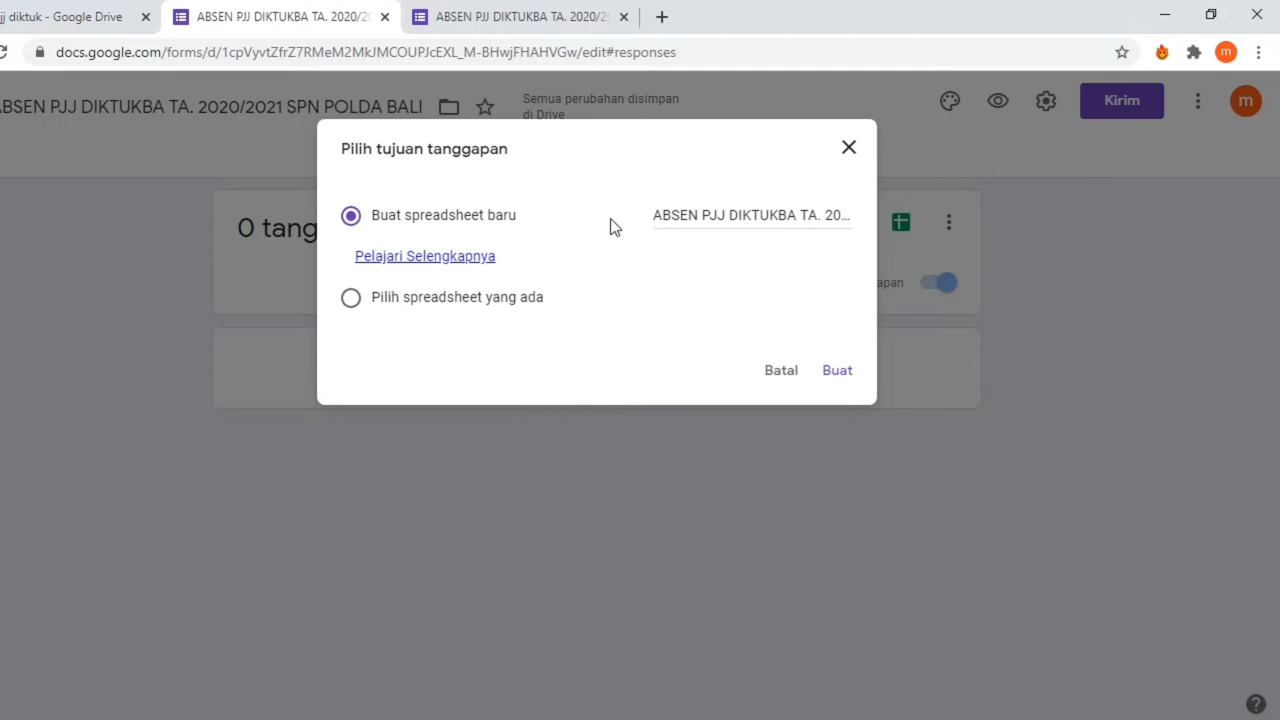 jj diktuk - Google Drive
ABSEN PJJ DIKTUKBA TA. 2020/2
ABSEN PJJ DIKTUKBA TA. 2020/2
docs.google.com/forms/d/1cpVyvtZfrZ7RMeM2MkJMCOUPJcEXL_M-BHwjFHAHVGw/edit#responses
m
ABSEN PJJ DIKTUKBA TA. 2020/2021 SPN POLDA BALI
Semua perubahan disimpan
di Drive
Kirim
m
Pilih tujuan tanggapan
0 tang
Buat spreadsheet baru
ABSEN PJJ DIKTUKBA TA. 20...
Pelajari Selengkapnya
apan
Pilih spreadsheet yang ada
Batal
Buat